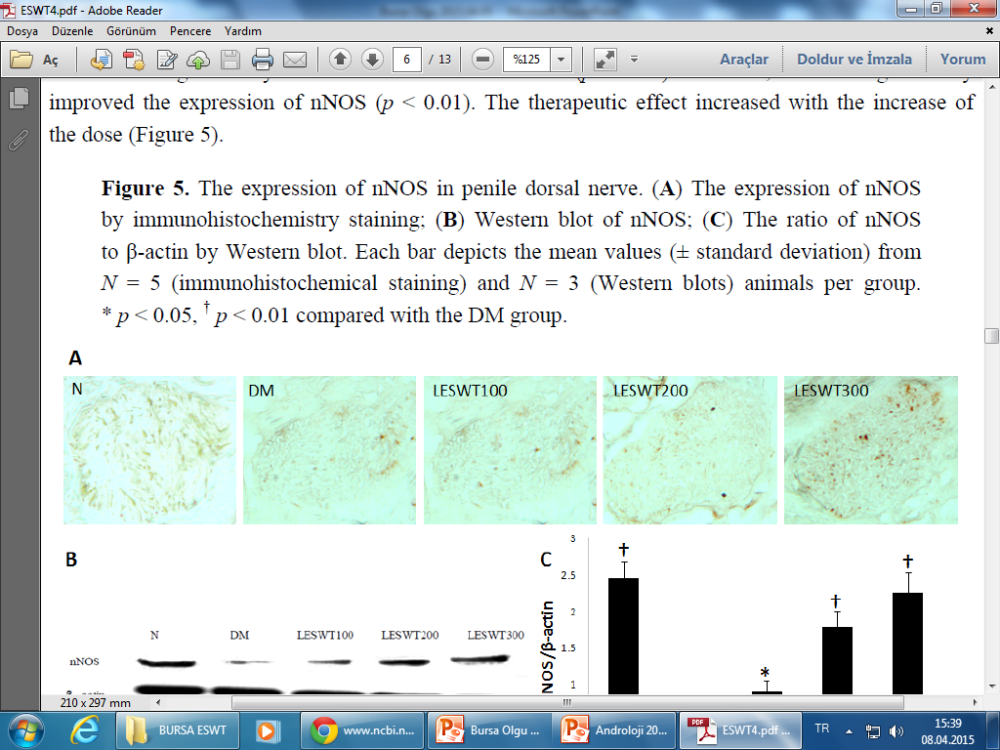 ESWT4.pdf - Adobe Reader
Dosya Düzenle Görünüm Pencere Yardım
Aç 6 / 13 %125 Araçlar Doldur ve İmzala Yorum
improved the expression of nNOS (p < 0.01). The therapeutic effect increased with the increase of
the dose (Figure 5).
Figure 5. The expression of nNOS in penile dorsal nerve. (A) The expression of nNOS
by immunohistochemistry staining; (B) Western blot of nNOS; (C) The ratio of nNOS
to β-actin by Western blot. Each bar depicts the mean values (± standard deviation) from
N = 5 (immunohistochemical staining) and N = 3 (Western blots) animals per group.
* p < 0.05, † p < 0.01 compared with the DM group.
A
N DM LESWT100 LESWT200 LESWT300
B
N DM LESWT100 LESWT200 LESWT300
nNOS
C
NOS/β-actin
3
2.5
2
1.5
1
† * † †
210 x 297 mm
BURSA ESWT www.ncbi.n... Bursa Olgu ... Androloji 20... ESWT4.pdf ... TR 15:39
08.04.2015